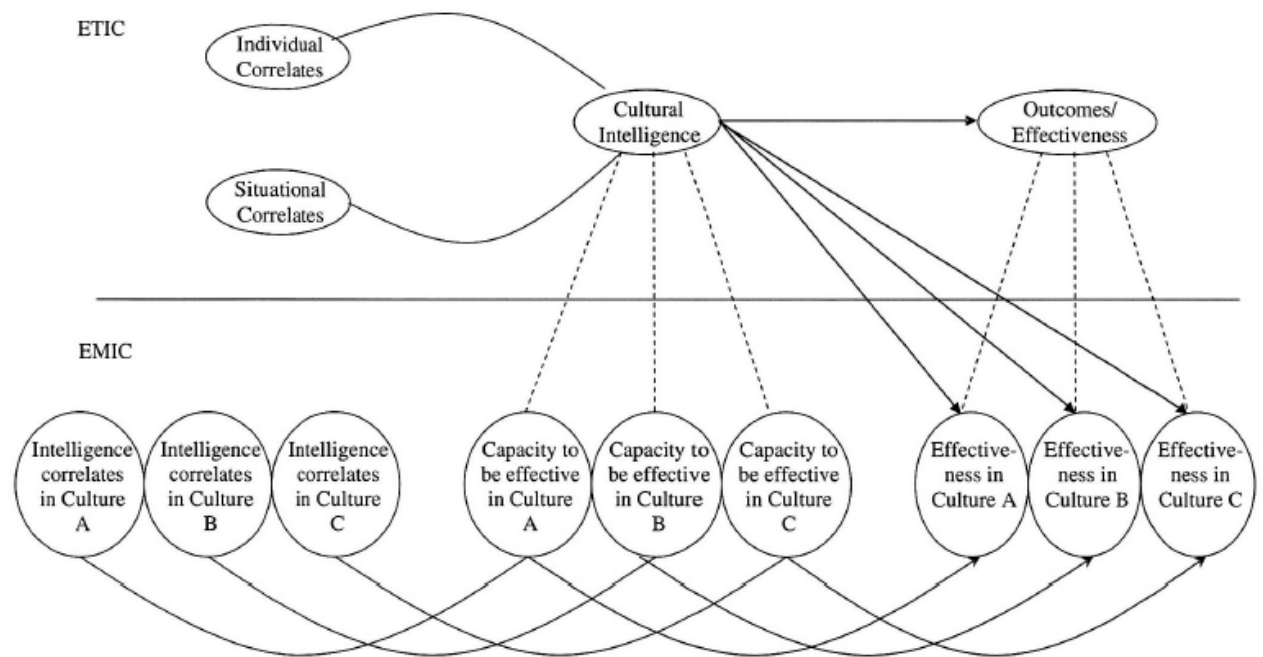 ETIC
Individual
Correlates
Cultural
Intelligence
Outcomes/
Effectiveness
Situational
Correlates
EMIC
Intelligence
correlates
in Culture
A
Intelligence
correlates
in Culture
B
Intelligence
correlates
in Culture
C
Capacity to
be effective
in Culture
A
Capacity to
be effective
in Culture
B
Capacity to
be effective
in Culture
C
Effective-
ness in
Culture A
Effective-
ness in
Culture B
Effective-
ness in
Culture C